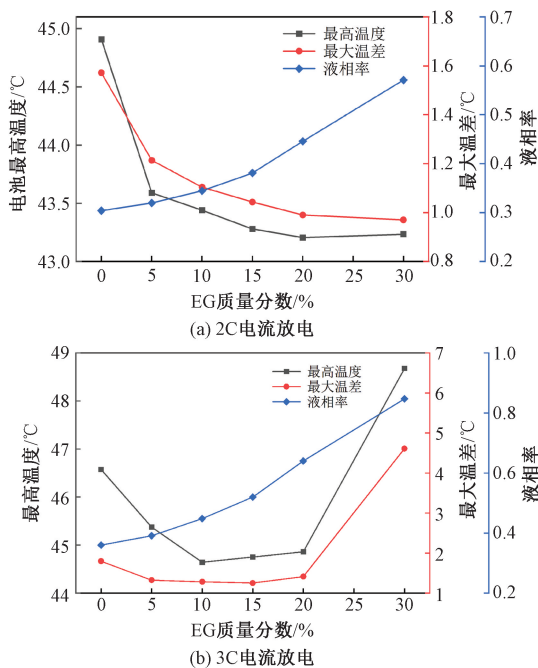 45.0
44.5
44.0
43.5
43.0
电池最高温度/℃
最高温度
最大温差
液相率
1.8
1.6
1.4
1.2
1.0
0.8
最大温差/℃
0.7
0.6
0.5
0.4
0.3
0.2
液相率
0 5 10 15 20 25 30
EG质量分数/%
(a) 2C电流放电
49
48
47
46
45
44
最高温度/℃
最高温度
最大温差
液相率
7
6
5
4
3
2
1
最大温差/℃
1.0
0.8
0.6
0.4
0.2
液相率
0 5 10 15 20 25 30
EG质量分数/%
(b) 3C电流放电